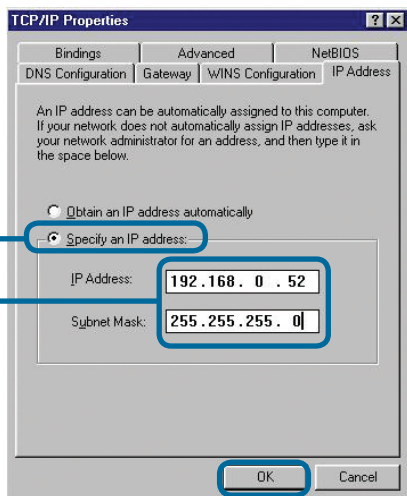 TCP/IP Properties
Bindings Advanced NetBIOS
DNS Configuration Gateway WINS Configuration IP Address
An IP address can be automatically assigned to this computer.
If your network does not automatically assign IP addresses, ask
your network administrator for an address, and then type it in
the space below.
Obtain an IP address automatically
Specify an IP address:
IP Address: 192.168. 0 .52
Subnet Mask: 255.255.255. 0
OK Cancel